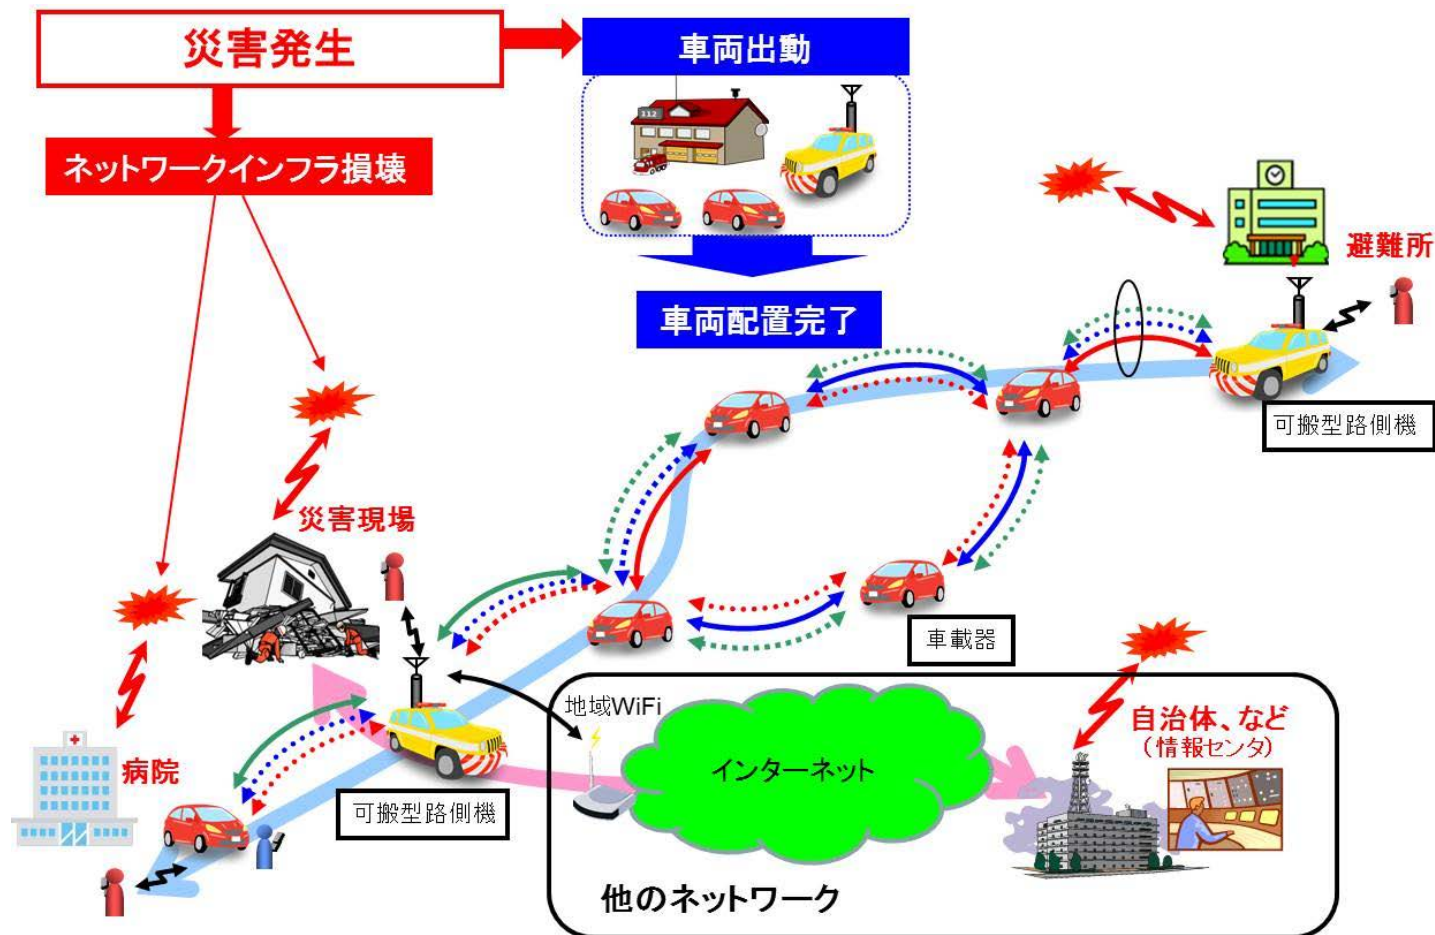 災害発生
車両出動
112
ネットワークインフラ損壊
避難所
車両配置完了
可搬型路側機
災害現場
車載器
地域WiFi
自治体、など
（情報センタ）
病院
インターネット
可搬型路側機
他のネットワーク